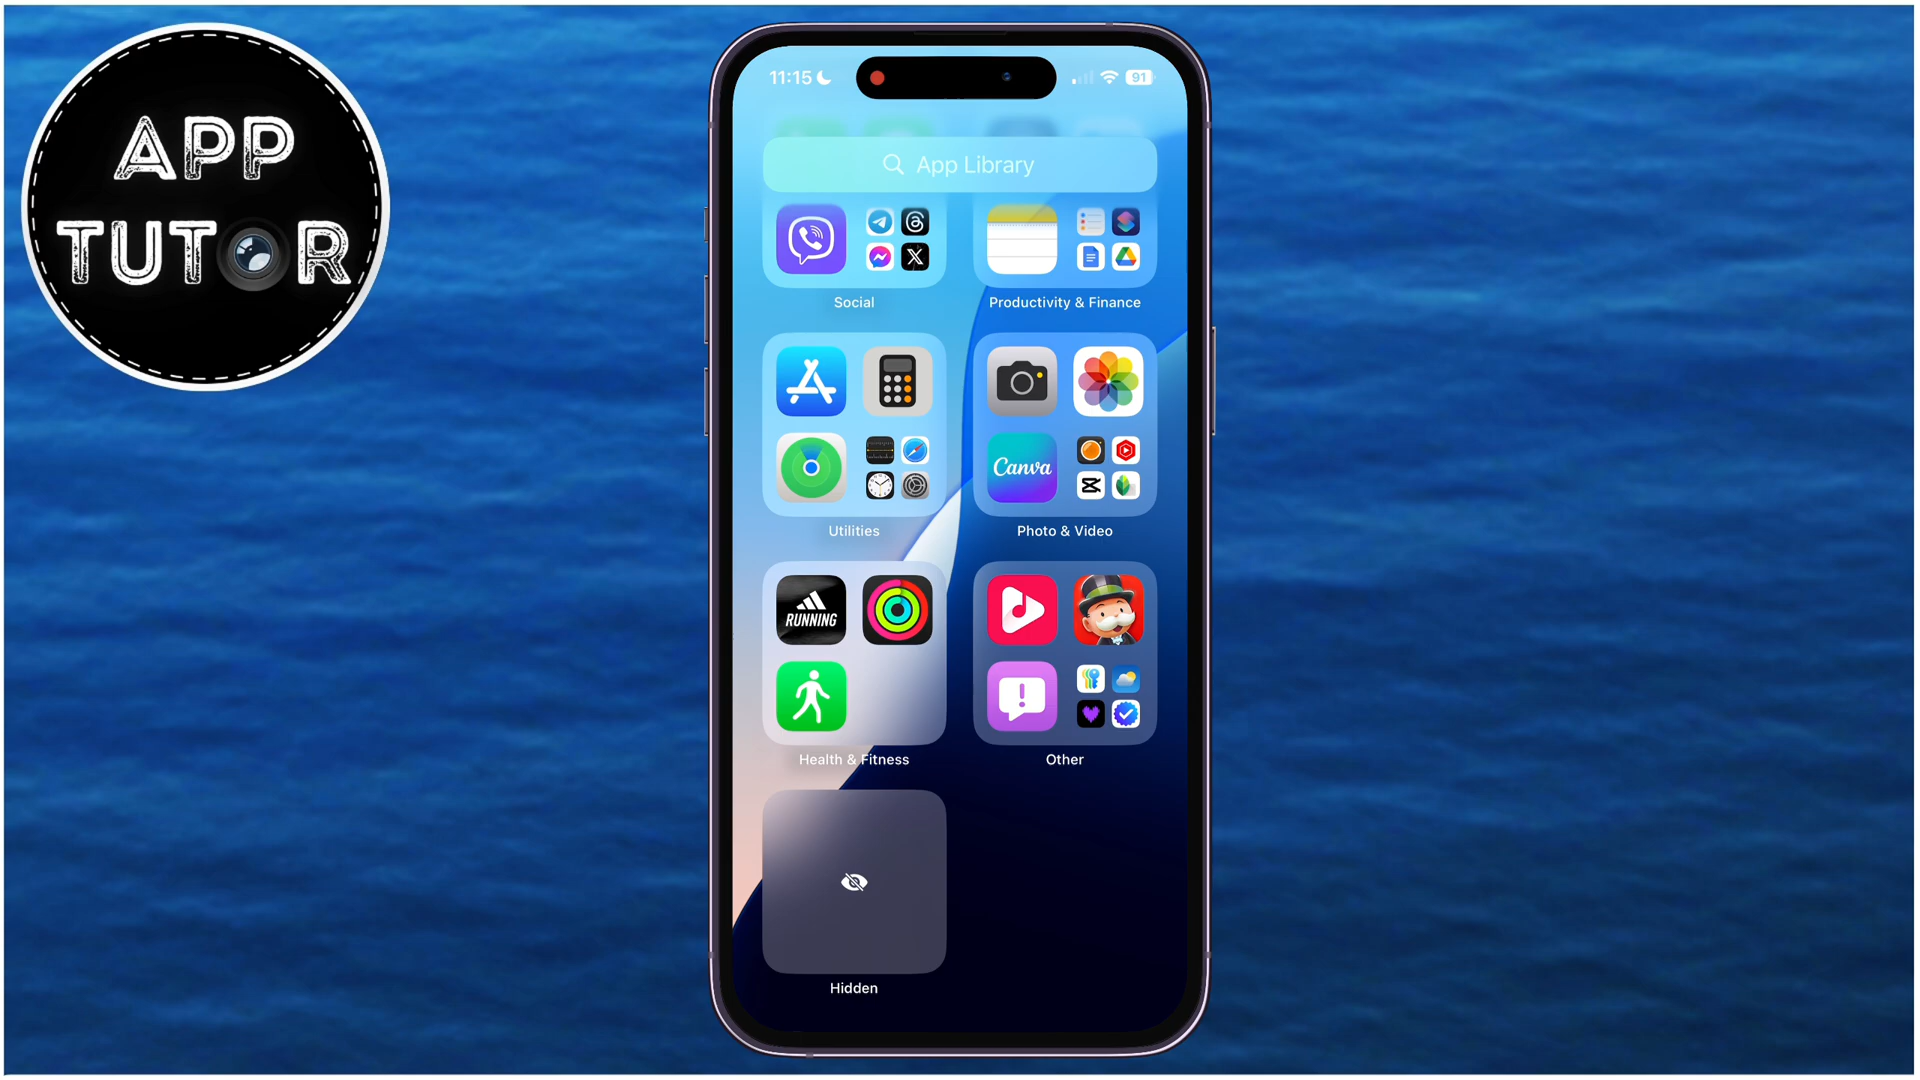 APP
TUTOR
11:15
91
App Library
Social
Productivity & Finance
Canva
Utilities
Photo & Video
RUNNING
Health & Fitness
Other
Hidden